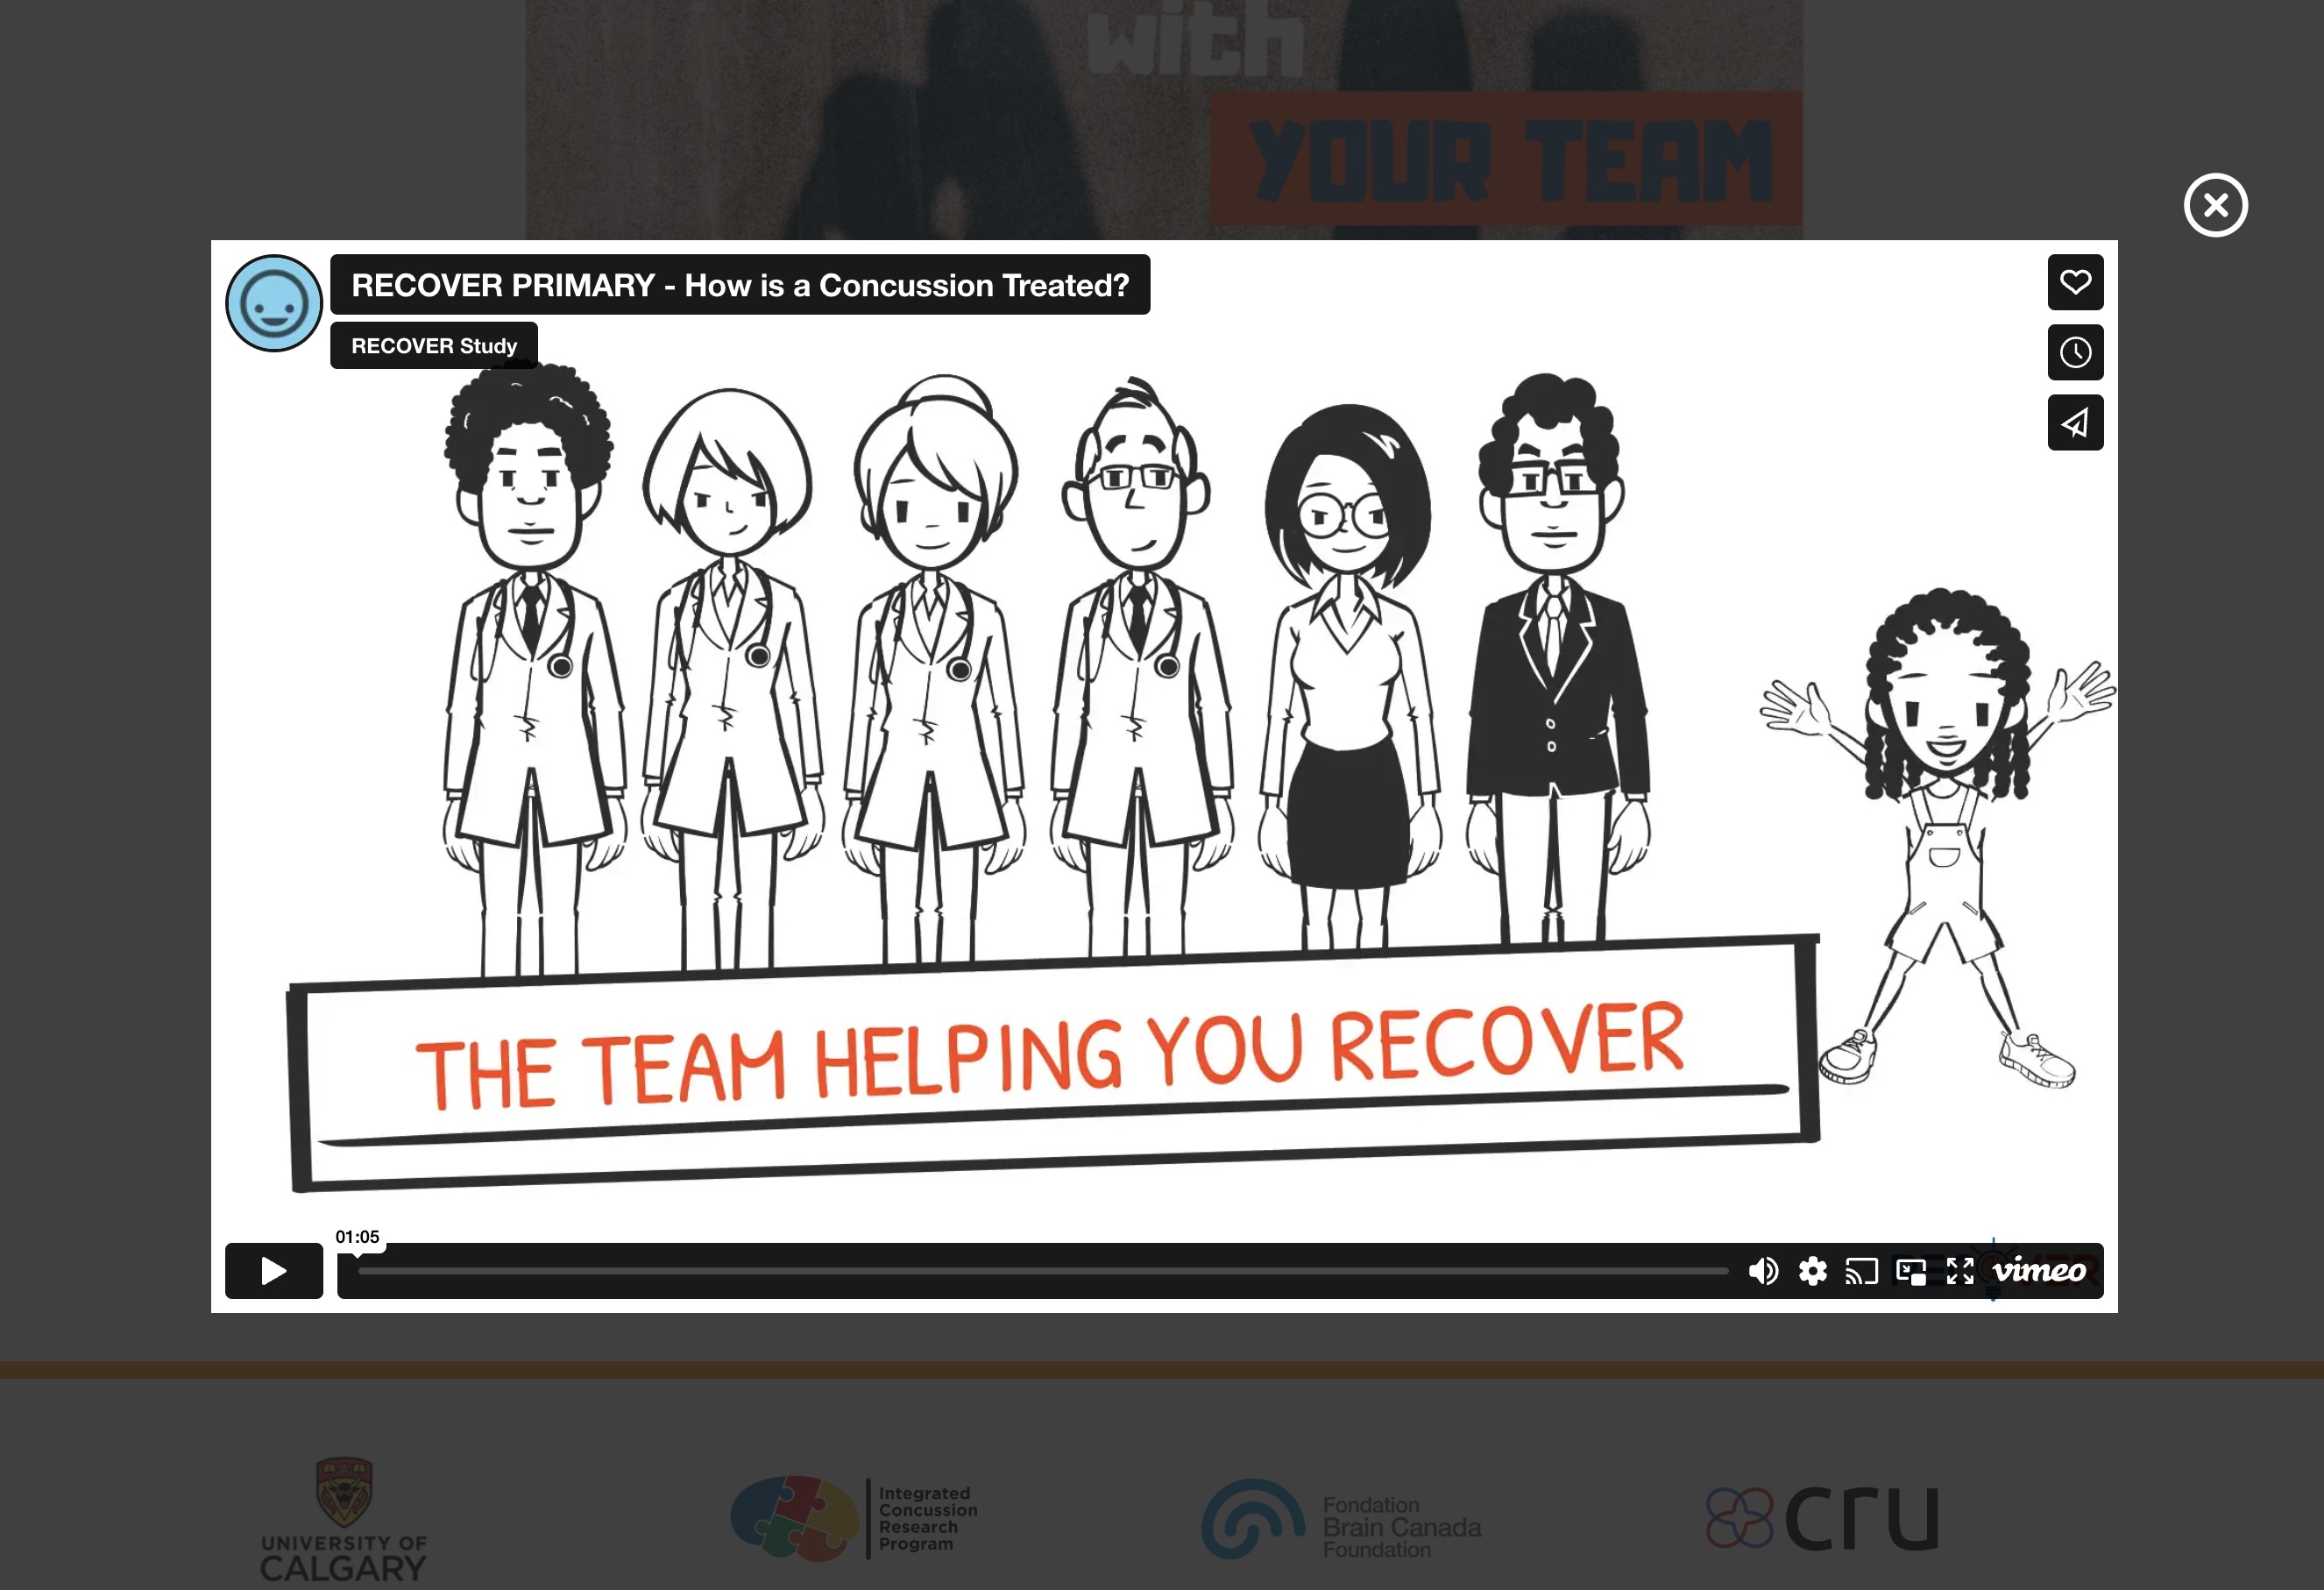 with
YOUR TEAM
RECOVER PRIMARY - How is a Concussion Treated?
RECOVER Study
THE TEAM HELPING YOU RECOVER
01:05
vimeo
UNIVERSITY OF
CALGARY
Integrated
Concussion
Research
Program
Fondation
Brain Canada
Foundation
cru